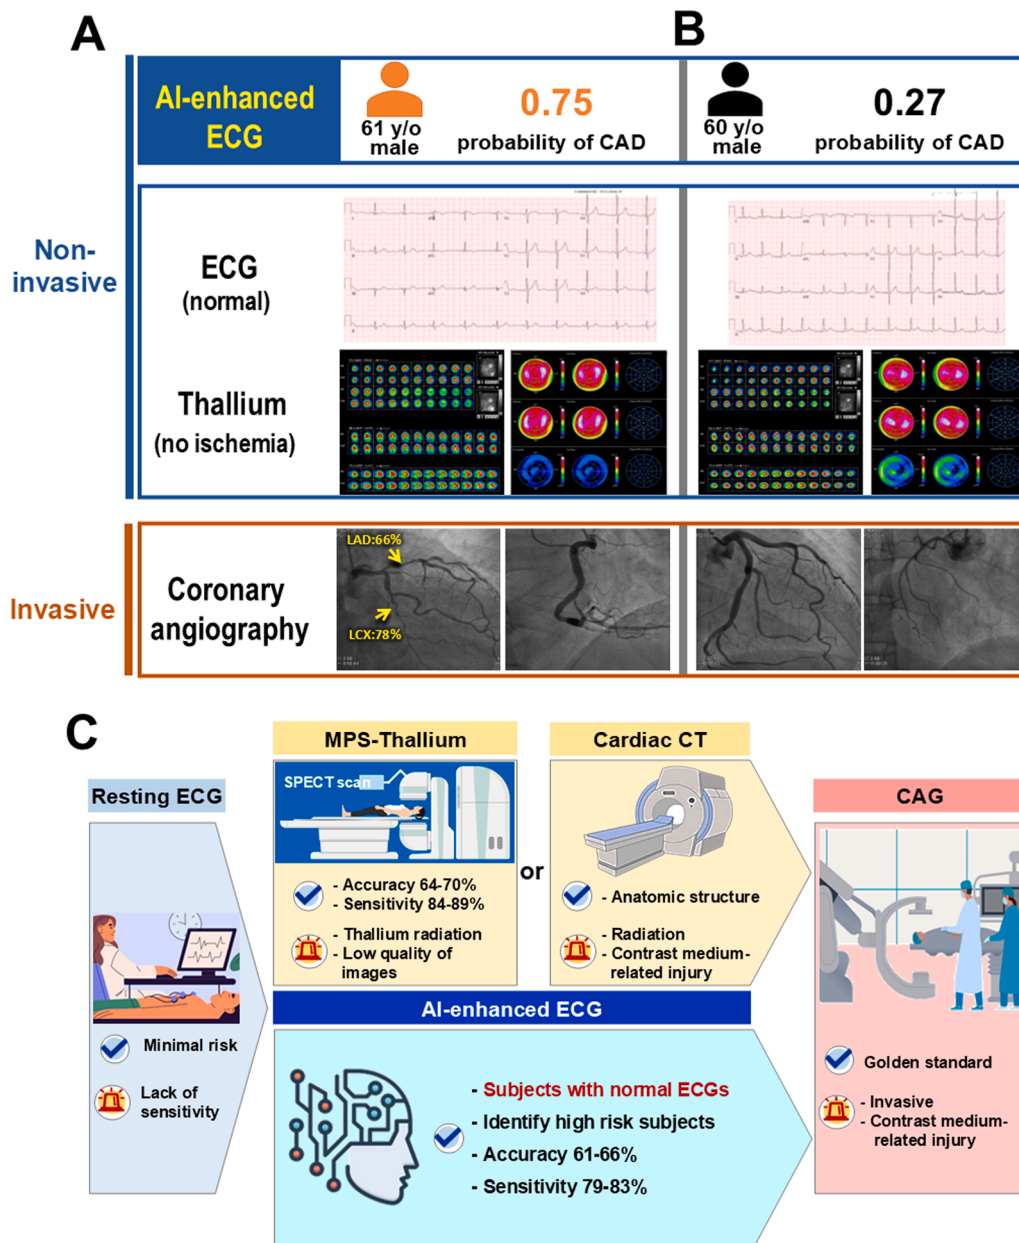 A
B
AI-enhanced
ECG
61 y/o
male
0.75
probability of CAD
60 y/o
male
0.27
probability of CAD
Non-
invasive
ECG
(normal)
Thallium
(no ischemia)
Invasive
Coronary
angiography
LAD:66%
LCX:78%
C
Resting ECG
Minimal risk
Lack of
sensitivity
MPS-Thallium
SPECT scan
- Accuracy 64-70%
- Sensitivity 84-89%
- Thallium radiation
- Low quality of
images
or
Cardiac CT
- Anatomic structure
- Radiation
- Contrast medium-
related injury
AI-enhanced ECG
- Subjects with normal ECGs
- Identify high risk subjects
- Accuracy 61-66%
- Sensitivity 79-83%
CAG
Golden standard
- Invasive
- Contrast medium-
related injury